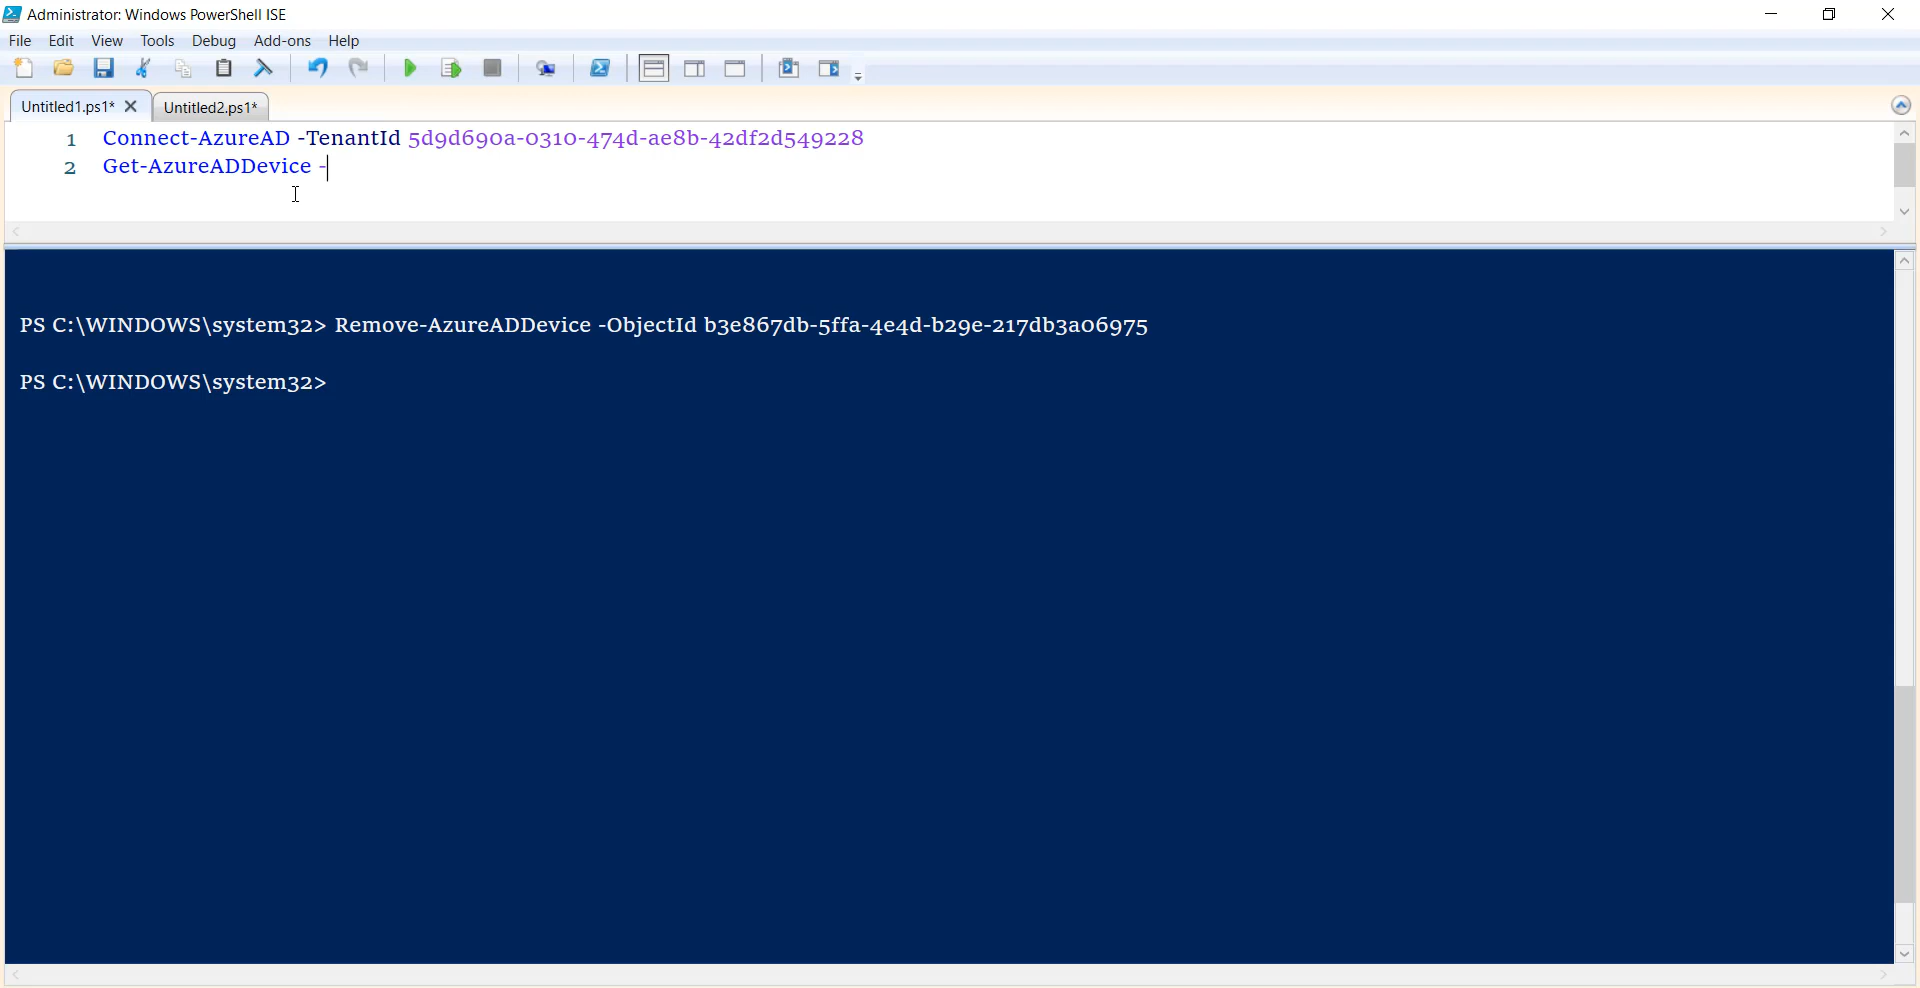 Administrator: Windows PowerShell ISE
File Edit View Tools Debug Add-ons Help
Untitled1.ps1* Untitled2.ps1*
1 Connect-AzureAD -TenantId 5d9d690a-0310-474d-ae8b-42df2d549228
2 Get-AzureADDevice -
PS C:\WINDOWS\system32> Remove-AzureADDevice -ObjectId b3e867db-5ffa-4e4d-b29e-217db3a06975
PS C:\WINDOWS\system32>